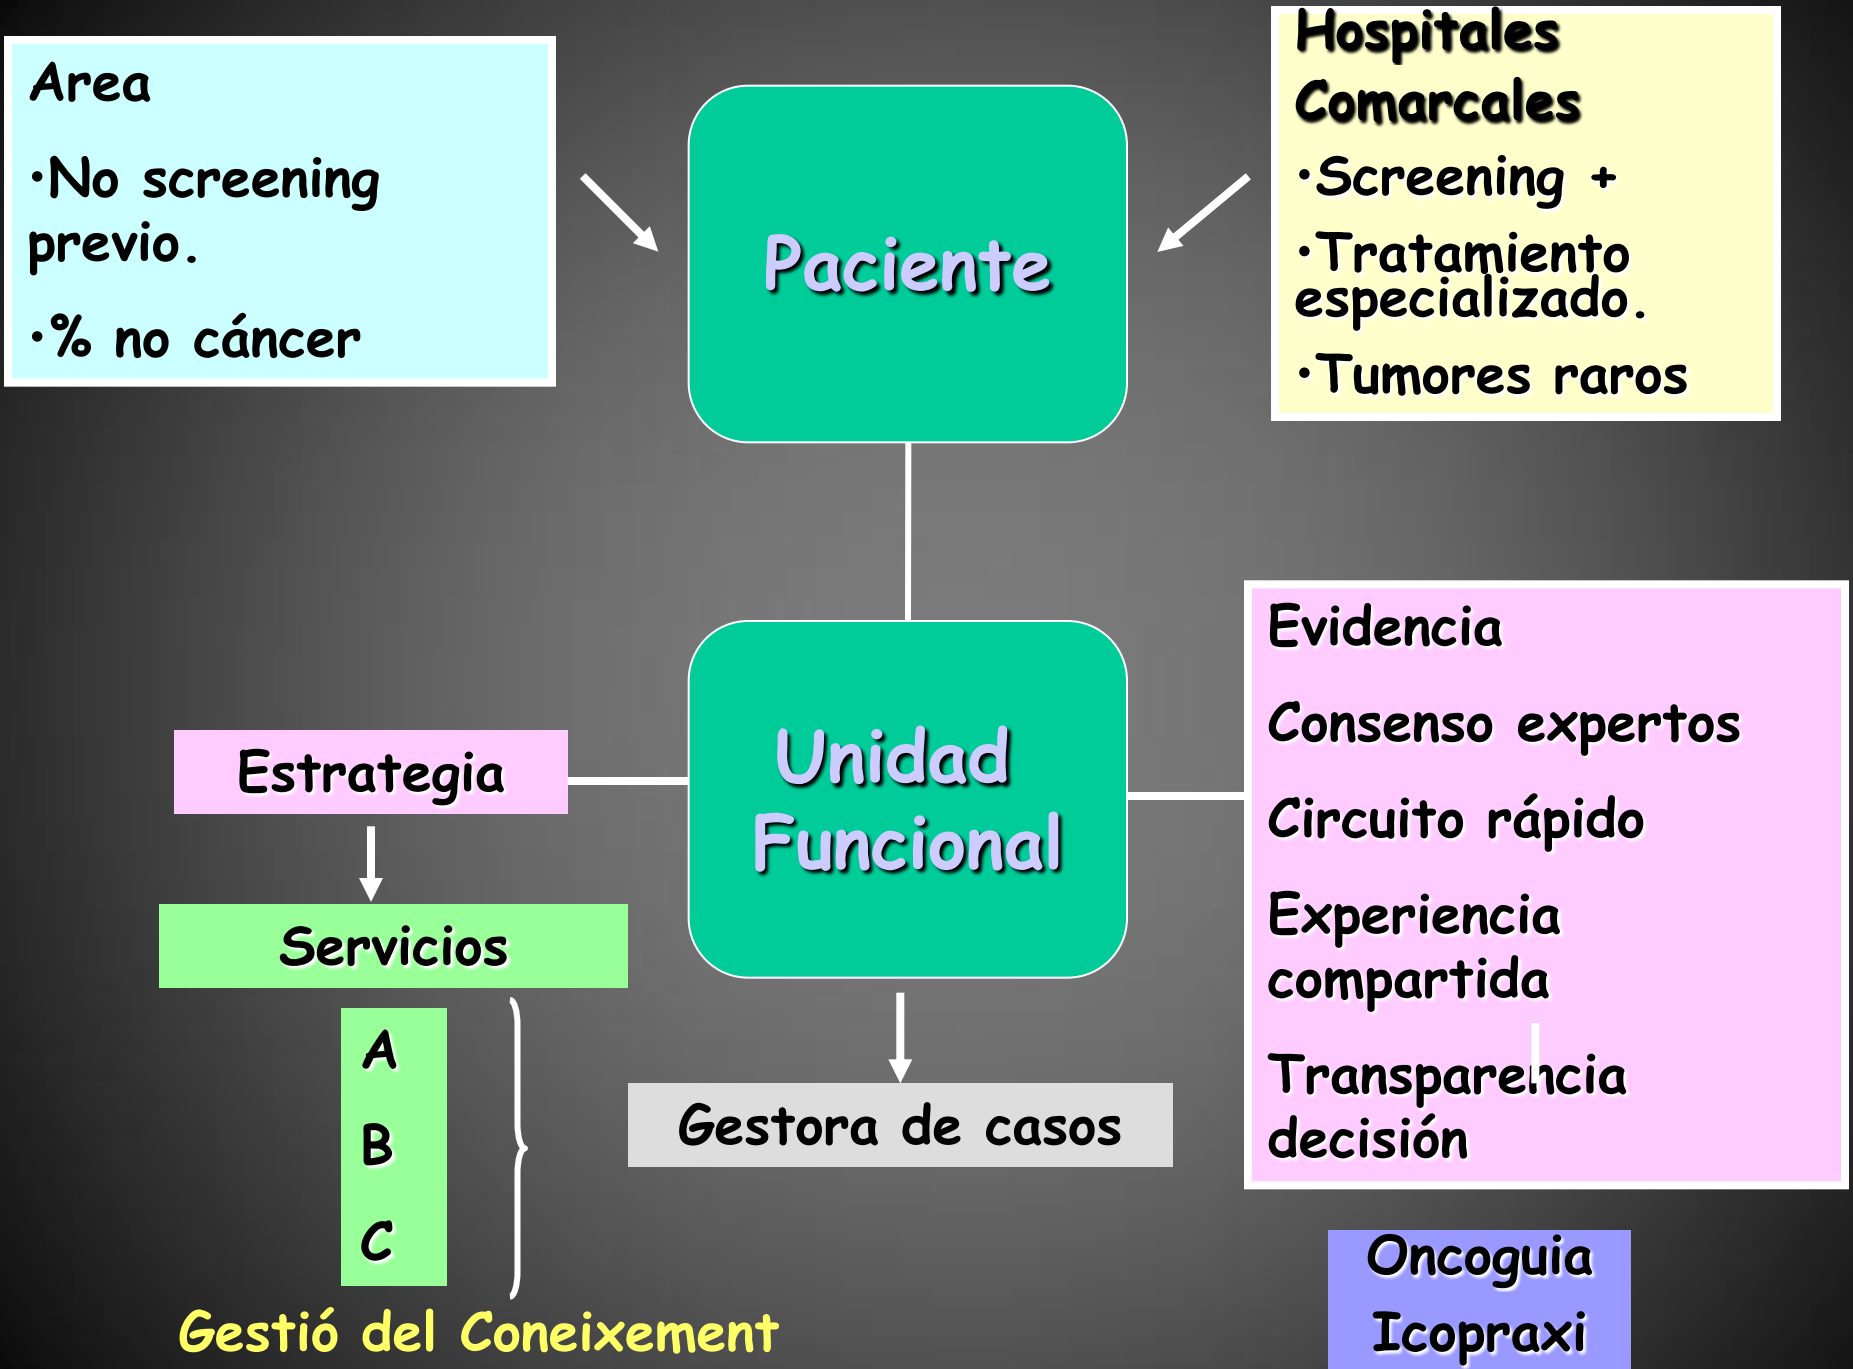 Area
•No screening
previo.
•% no cáncer
Paciente
Hospitales
Comarcales
•Screening +
•Tratamiento
especializado.
•Tumores raros
Unidad
Funcional
Estrategia
Servicios
A
B
C
Gestora de casos
Evidencia
Consenso expertos
Circuito rápido
Experiencia
compartida
Transparencia
decisión
Oncoguia
Icopraxi
Gestió del Coneixement